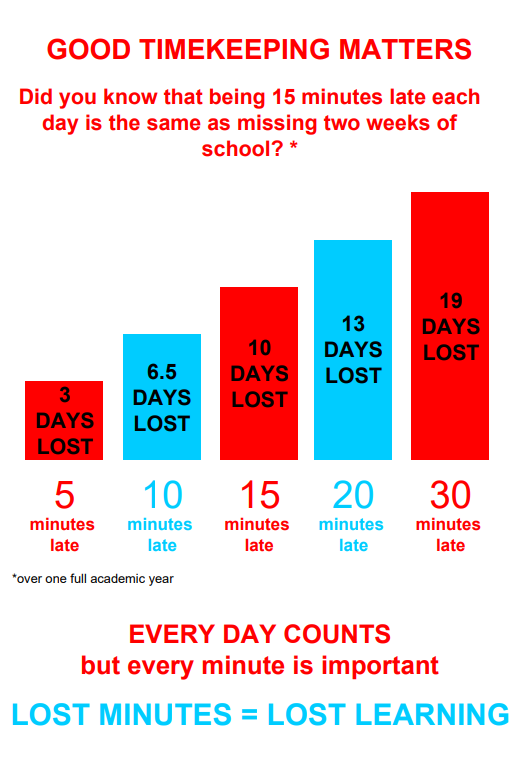 GOOD TIMEKEEPING MATTERS
Did you know that being 15 minutes late each
day is the same as missing two weeks of
school? *
3
DAYS
LOST
6.5
DAYS
LOST
10
DAYS
LOST
13
DAYS
LOST
19
DAYS
LOST
5
minutes
late
10
minutes
late
15
minutes
late
20
minutes
late
30
minutes
late
*over one full academic year
EVERY DAY COUNTS
but every minute is important
LOST MINUTES = LOST LEARNING